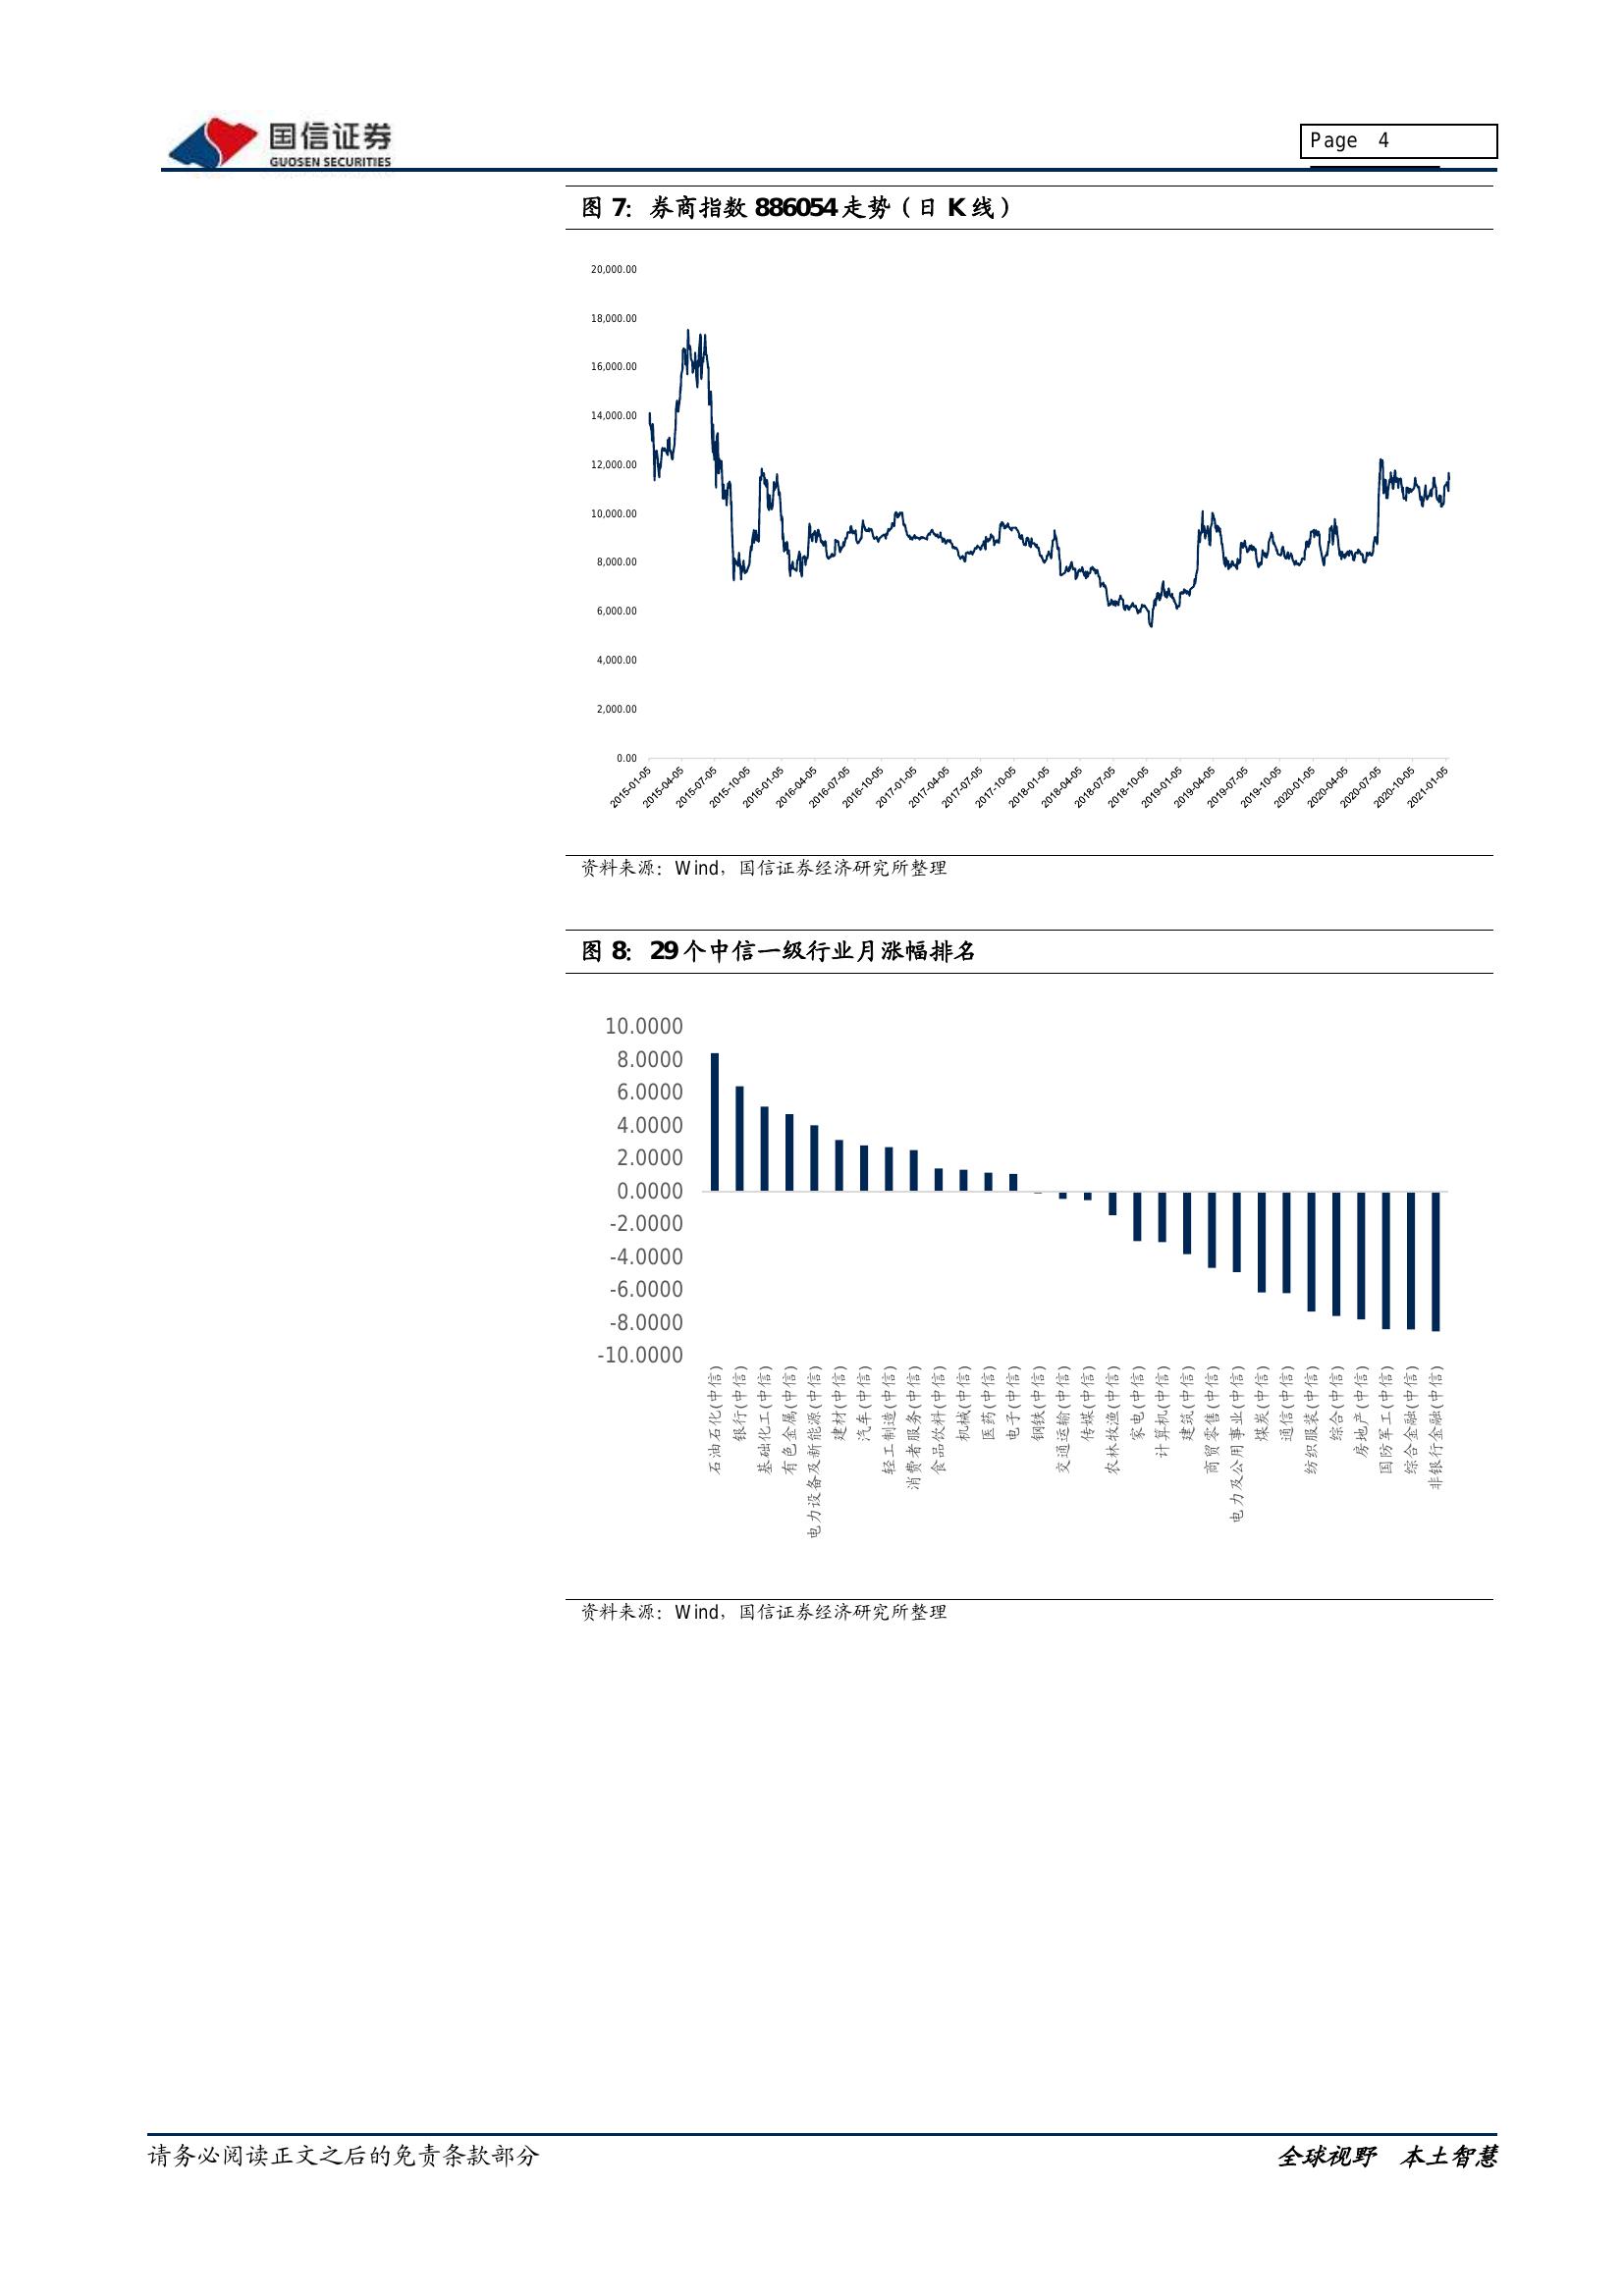 国信证券
GUOSEN SECURITIES
Page 4
图 7：券商指数 886054 走势（日 K 线）
20,000.00
18,000.00
16,000.00
14,000.00
12,000.00
10,000.00
8,000.00
6,000.00
4,000.00
2,000.00
0.00
2015-01-05
2015-04-05
2015-07-05
2015-10-05
2016-01-05
2016-04-05
2016-07-05
2016-10-05
2017-01-05
2017-04-05
2017-07-05
2017-10-05
2018-01-05
2018-04-05
2018-07-05
2018-10-05
2019-01-05
2019-04-05
2019-07-05
2019-10-05
2020-01-05
2020-04-05
2020-07-05
2020-10-05
2021-01-05
资料来源：Wind，国信证券经济研究所整理
图 8：29 个中信一级行业月涨幅排名
10.0000
8.0000
6.0000
4.0000
2.0000
0.0000
-2.0000
-4.0000
-6.0000
-8.0000
-10.0000
石油石化(中信)
银行(中信)
基础化工(中信)
有色金属(中信)
电力设备及新能源(中信)
建材(中信)
汽车(中信)
轻工制造(中信)
消费者服务(中信)
食品饮料(中信)
机械(中信)
医药(中信)
电子(中信)
钢铁(中信)
交通运输(中信)
传媒(中信)
农林牧渔(中信)
家电(中信)
计算机(中信)
建筑(中信)
商贸零售(中信)
电力及公用事业(中信)
煤炭(中信)
通信(中信)
纺织服装(中信)
综合(中信)
房地产(中信)
国防军工(中信)
综合金融(中信)
非银行金融(中信)
资料来源：Wind，国信证券经济研究所整理
请务必阅读正文之后的免责条款部分
全球视野 本土智慧